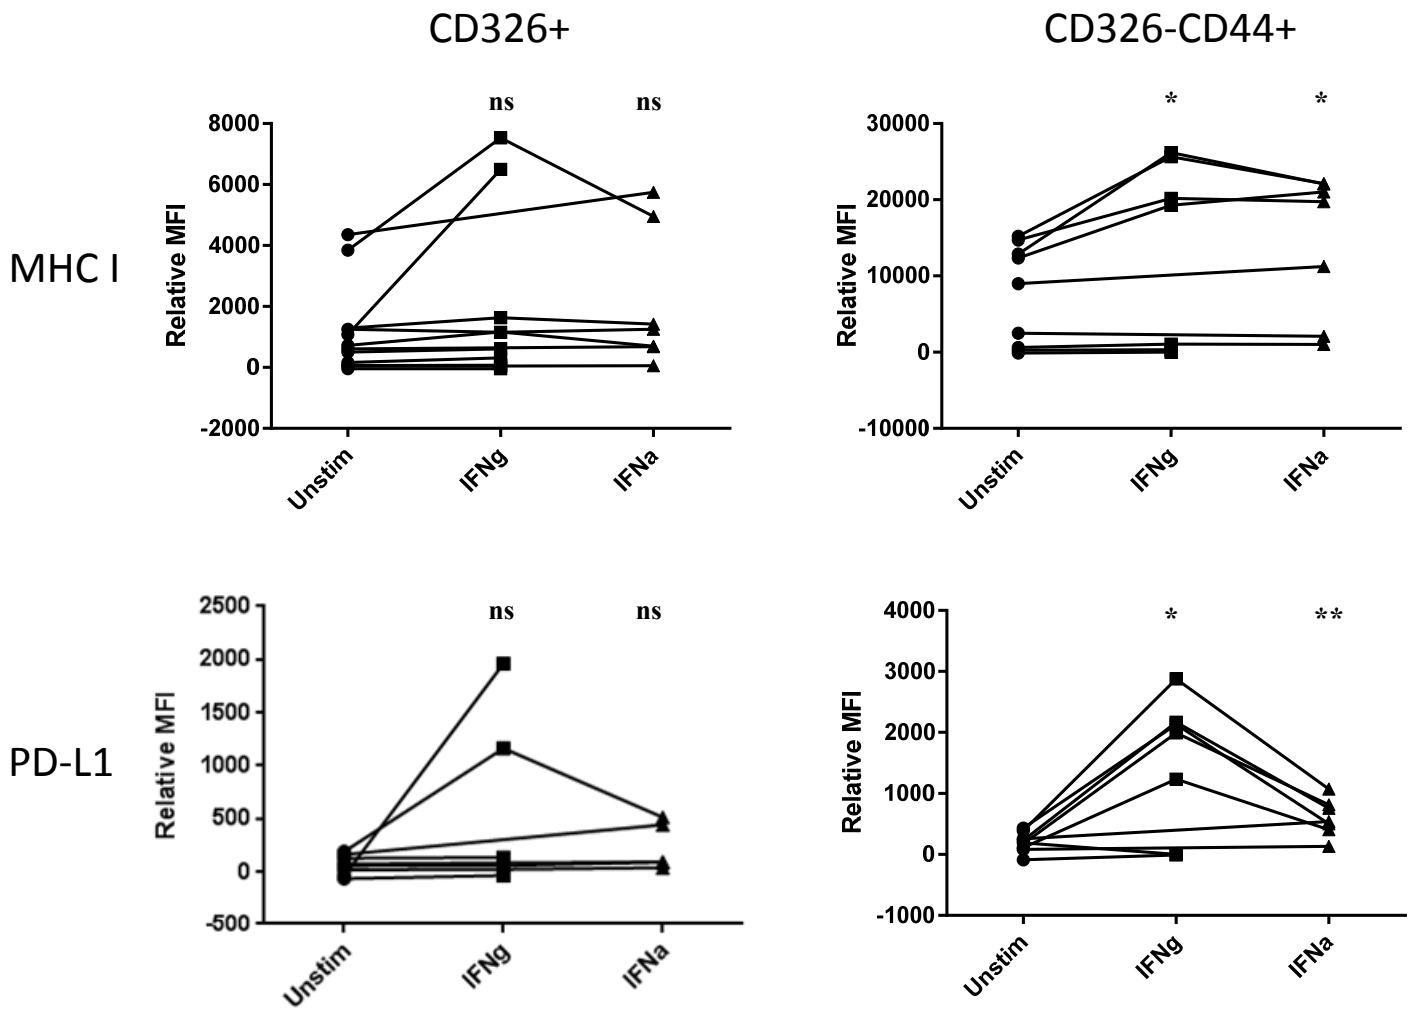 CD326+
CD326-CD44+
MHC I
ns
ns
8000
6000
4000
2000
0
-2000
Relative MFI
Unstim
IFNg
IFNa
*
*
30000
20000
10000
0
-10000
Relative MFI
Unstim
IFNg
IFNa
PD-L1
ns
ns
2500
2000
1500
1000
500
0
-500
Relative MFI
Unstim
IFNg
IFNa
*
**
4000
3000
2000
1000
0
-1000
Relative MFI
Unstim
IFNg
IFNa